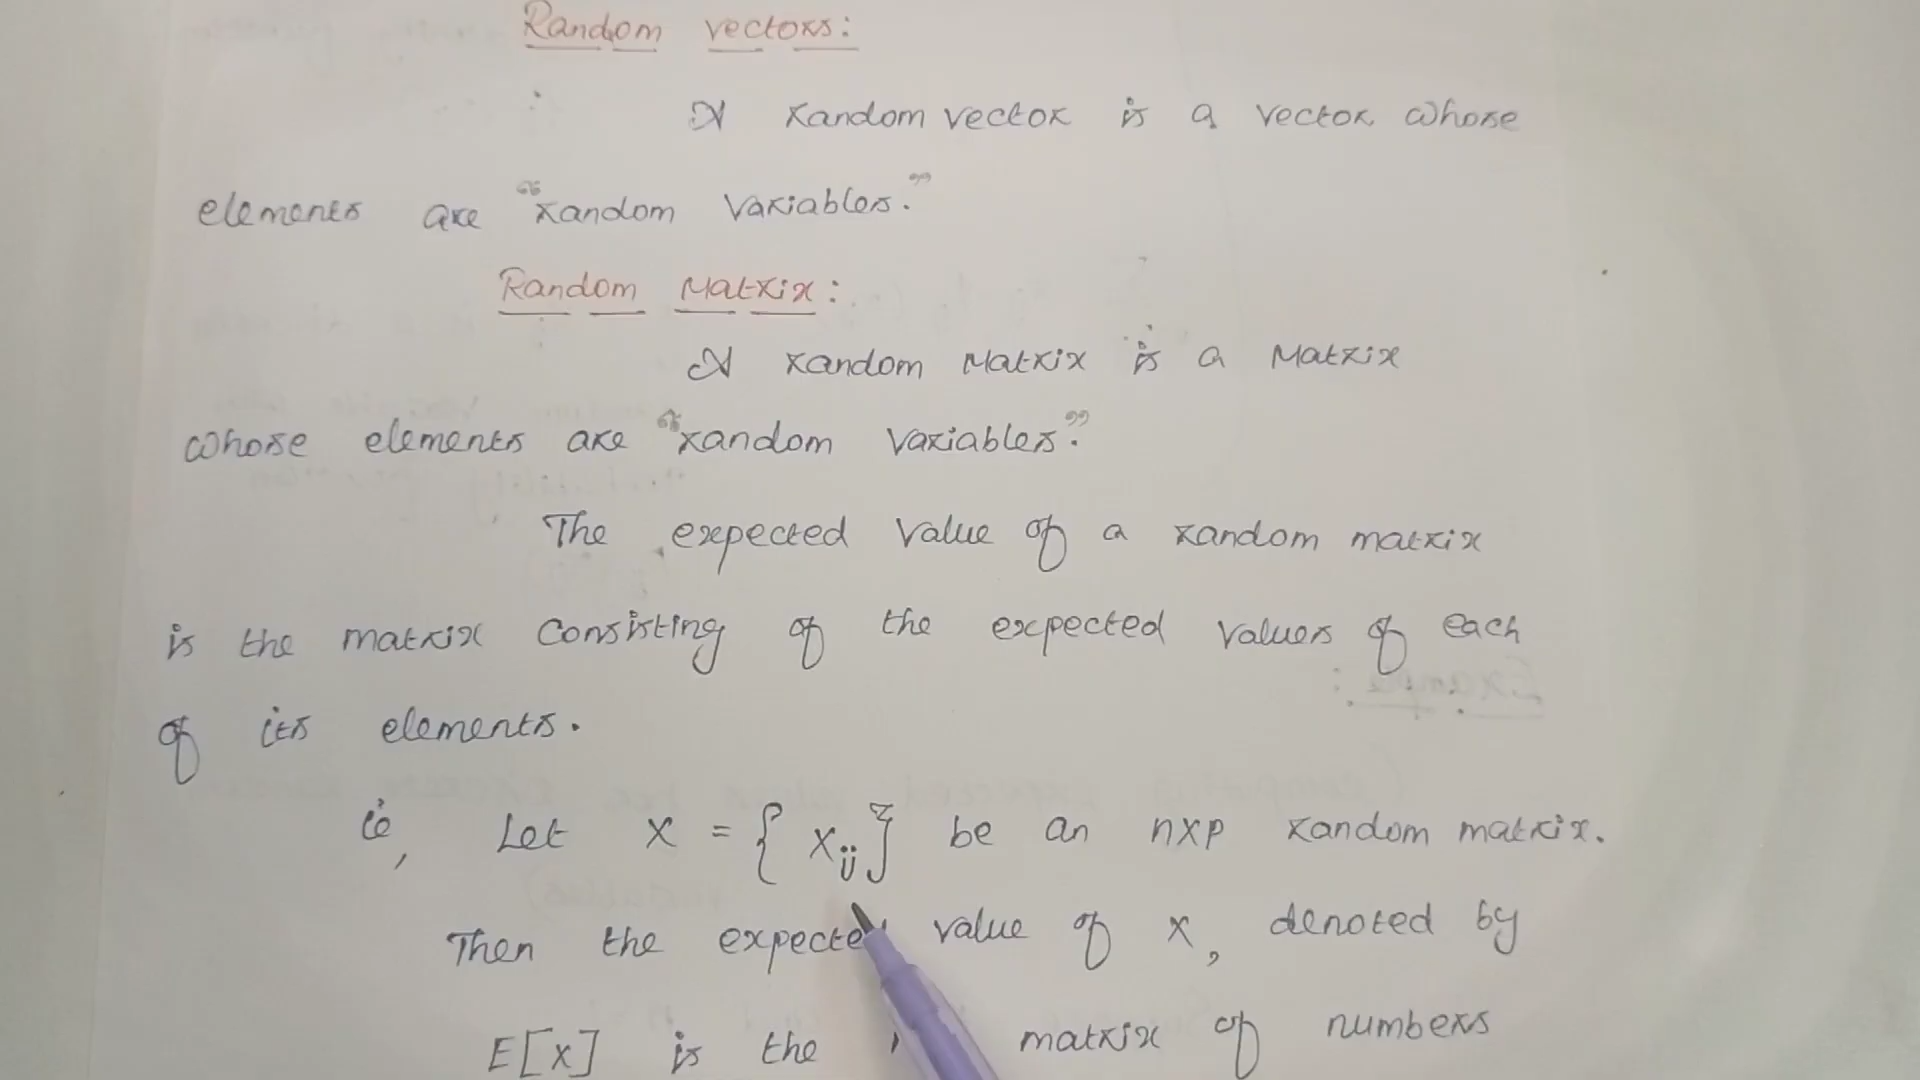 Random vectors:
A random vector is a vector whose
elements are "random variables."
Random Matrix:
A random Matrix is a Matrix
whose elements are "random variables."
The expected value of a random matrix
is the matrix consisting of the expected values of each
of its elements.
ie, Let X = { Xij } be an nxp random matrix.
Then the expected value of X, denoted by
E[X] is the matrix of numbers